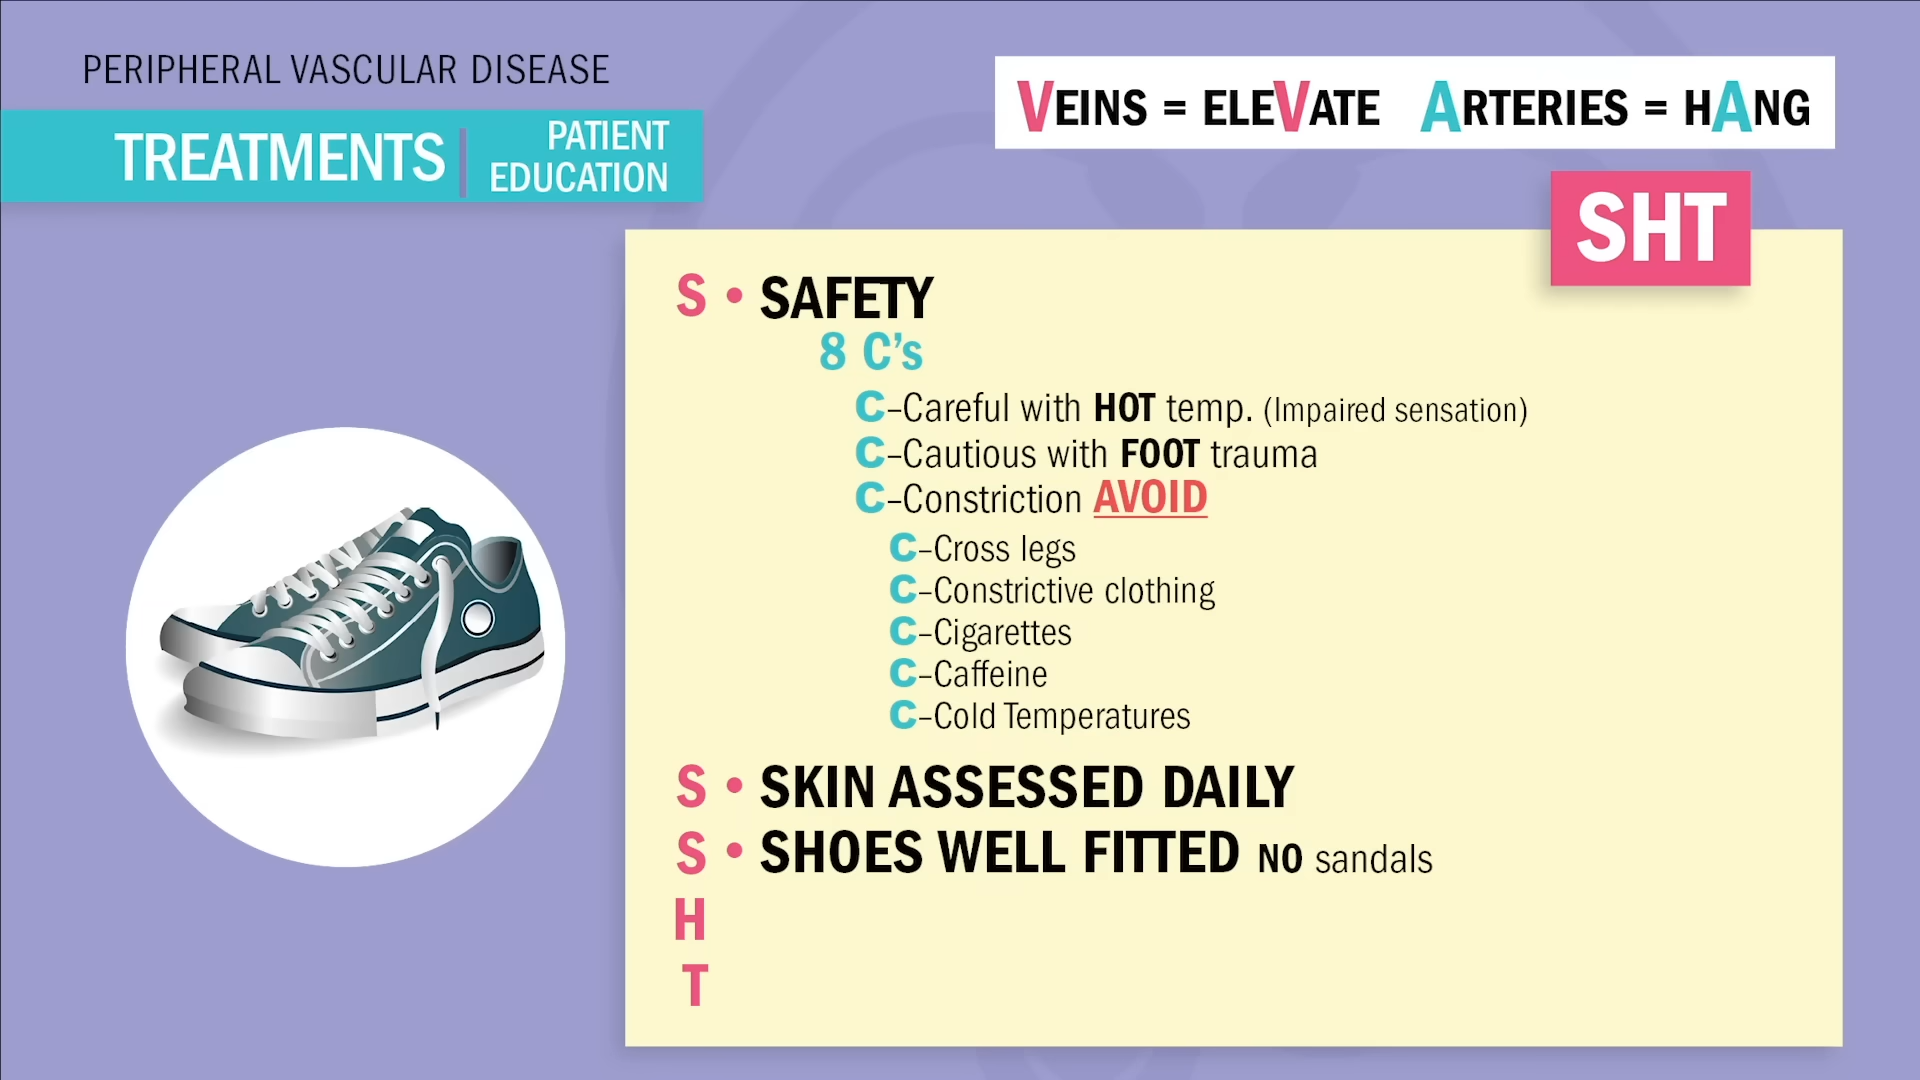 PERIPHERAL VASCULAR DISEASE
TREATMENTS
PATIENT
EDUCATION
VEINS = ELEVATE ARTERIES = HANG
SHT
S • SAFETY
8 C's
C–Careful with HOT temp. (Impaired sensation)
C–Cautious with FOOT trauma
C–Constriction AVOID
C–Cross legs
C–Constrictive clothing
C–Cigarettes
C–Caffeine
C–Cold Temperatures
S • SKIN ASSESSED DAILY
S • SHOES WELL FITTED NO sandals
H
T